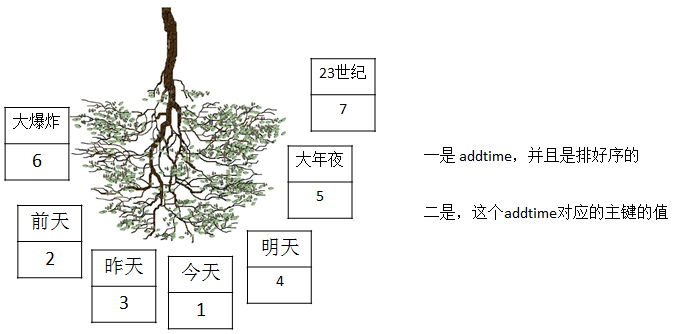 23世纪
7
大爆炸
6
大年夜
5
一是 addtime，并且是排好序的
二是，这个addtime对应的主键的值
前天
2
昨天
3
今天
1
明天
4